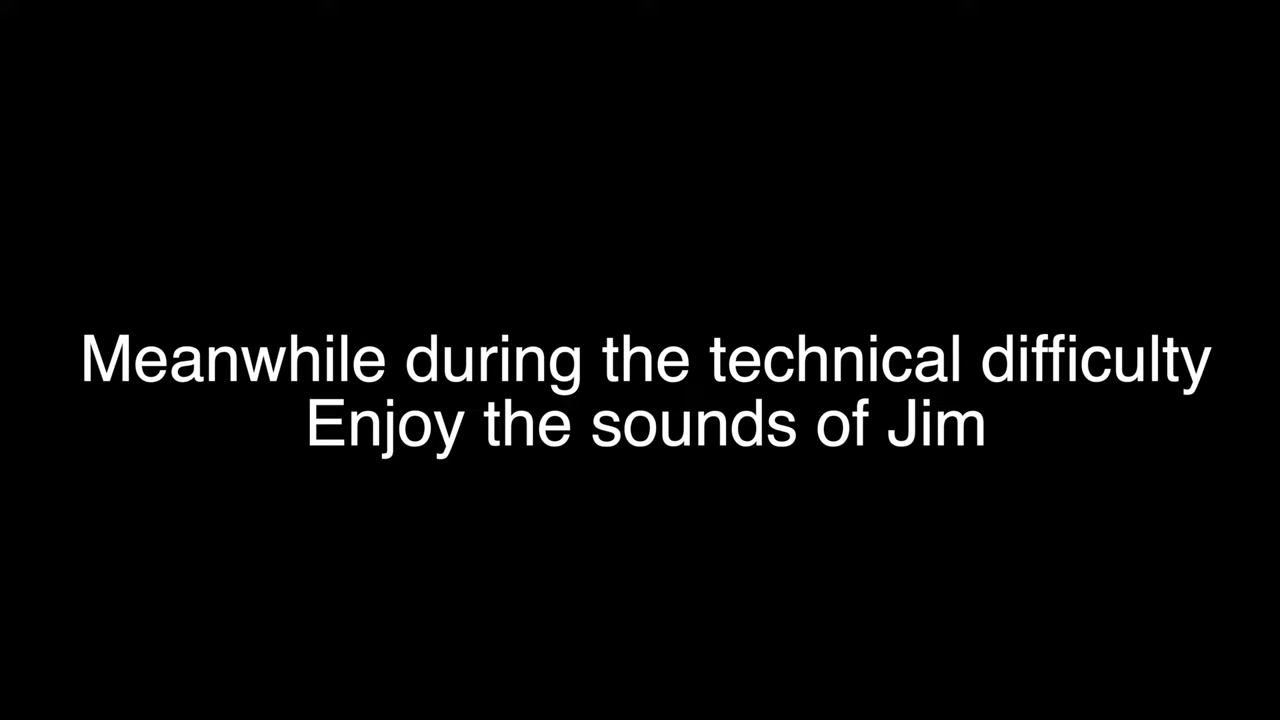 Meanwhile during the technical difficulty
Enjoy the sounds of Jim